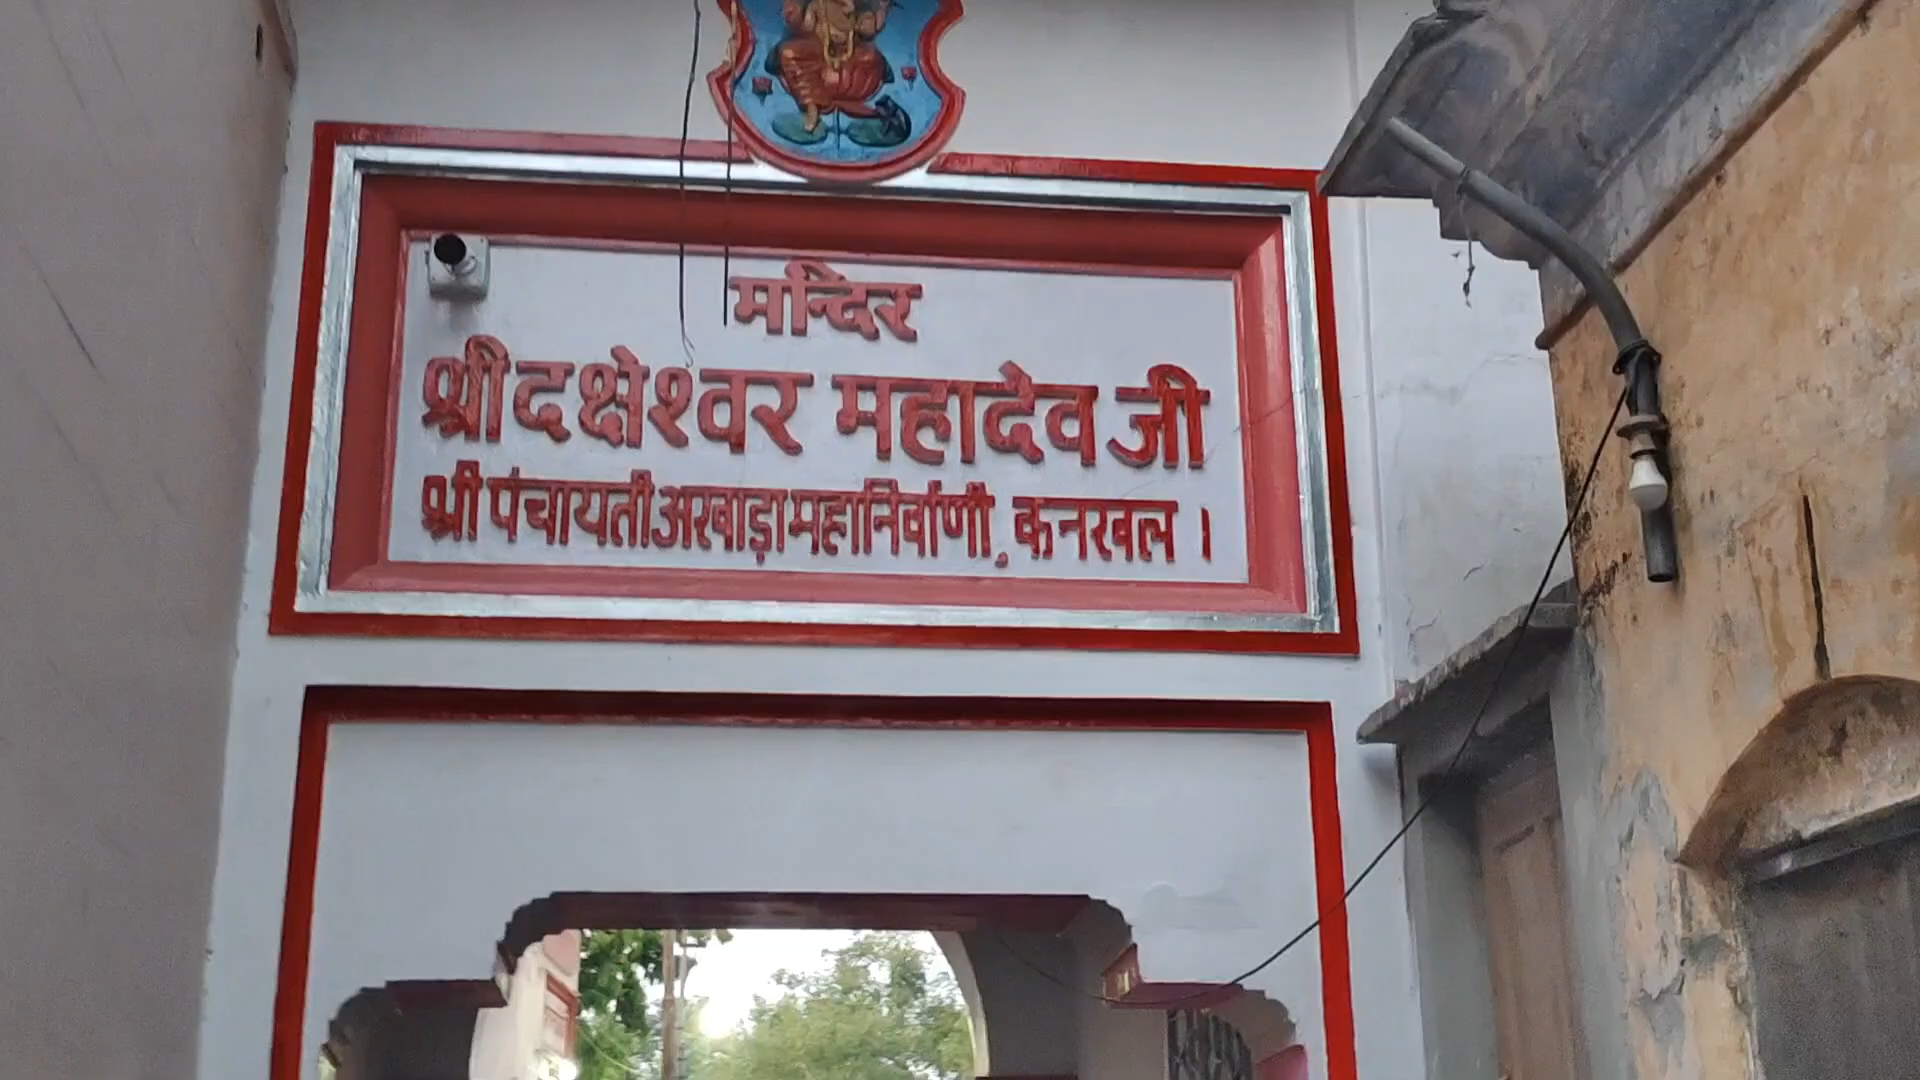 मन्दिर
श्री दक्षेश्वर महादेव जी
श्री पंचायती अखाड़ा महानिर्वाणी, कनखल ।